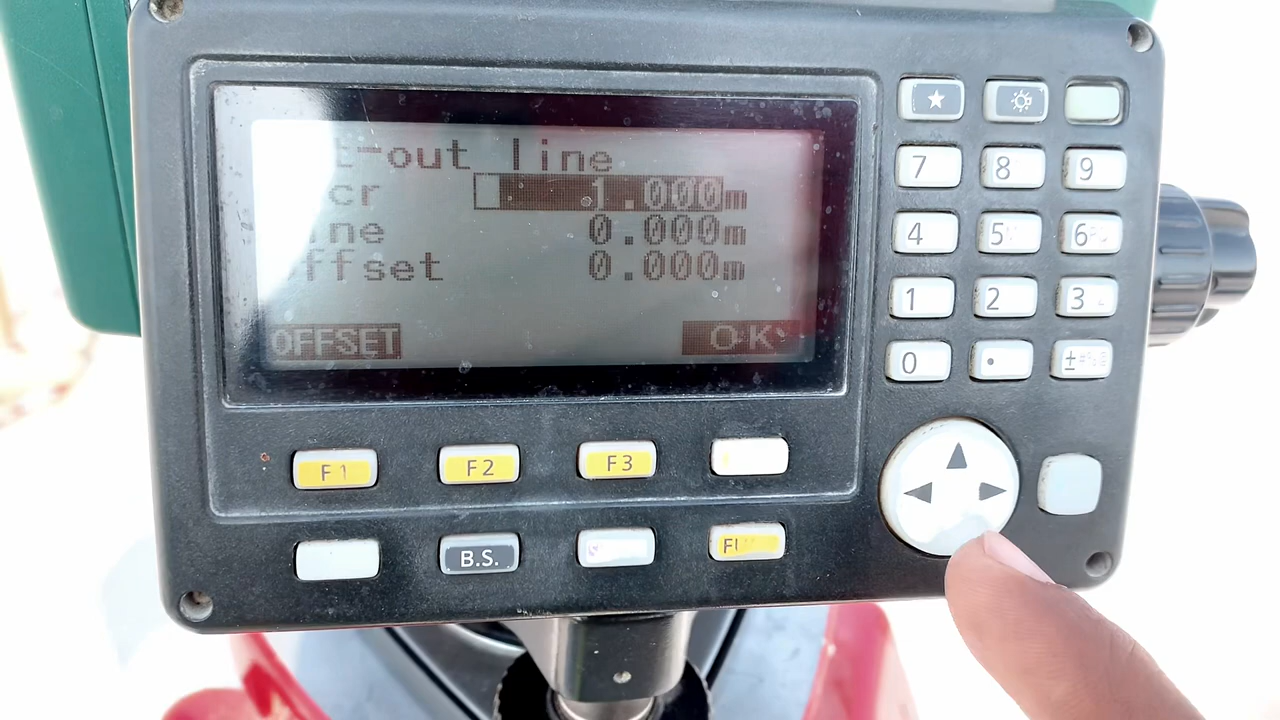 t-out line
cr 1.000m
ne 0.000m
ffset 0.000m
OFFSET OK
7 8 9
4 5 6
1 2 3
0 . ±
F1 F2 F3
B.S.